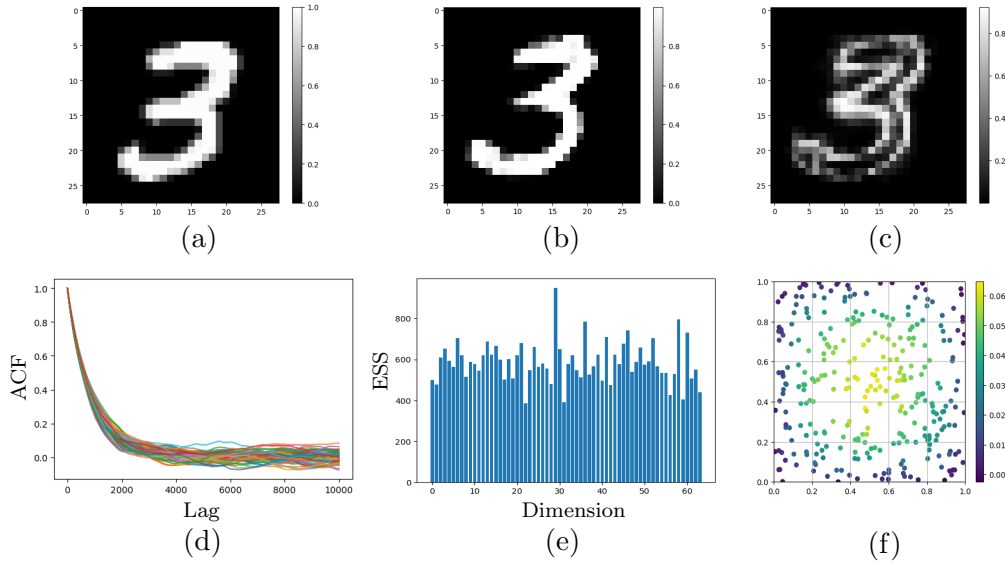 0 5 10 15 20 25
0 5 10 15 20 25
0.0 0.2 0.4 0.6 0.8 1.0
(a)
0 5 10 15 20 25
0 5 10 15 20 25
0.0 0.2 0.4 0.6 0.8
(b)
0 5 10 15 20 25
0 5 10 15 20 25
0.2 0.4 0.6 0.8
(c)
ACF
1.0 0.8 0.6 0.4 0.2 0.0
0 2000 4000 6000 8000 10000
Lag
(d)
ESS
800 600 400 200 0
0 10 20 30 40 50 60
Dimension
(e)
1.0 0.8 0.6 0.4 0.2 0.0
0.0 0.2 0.4 0.6 0.8 1.0
0.06 0.05 0.04 0.03 0.02 0.01 0.00
(f)